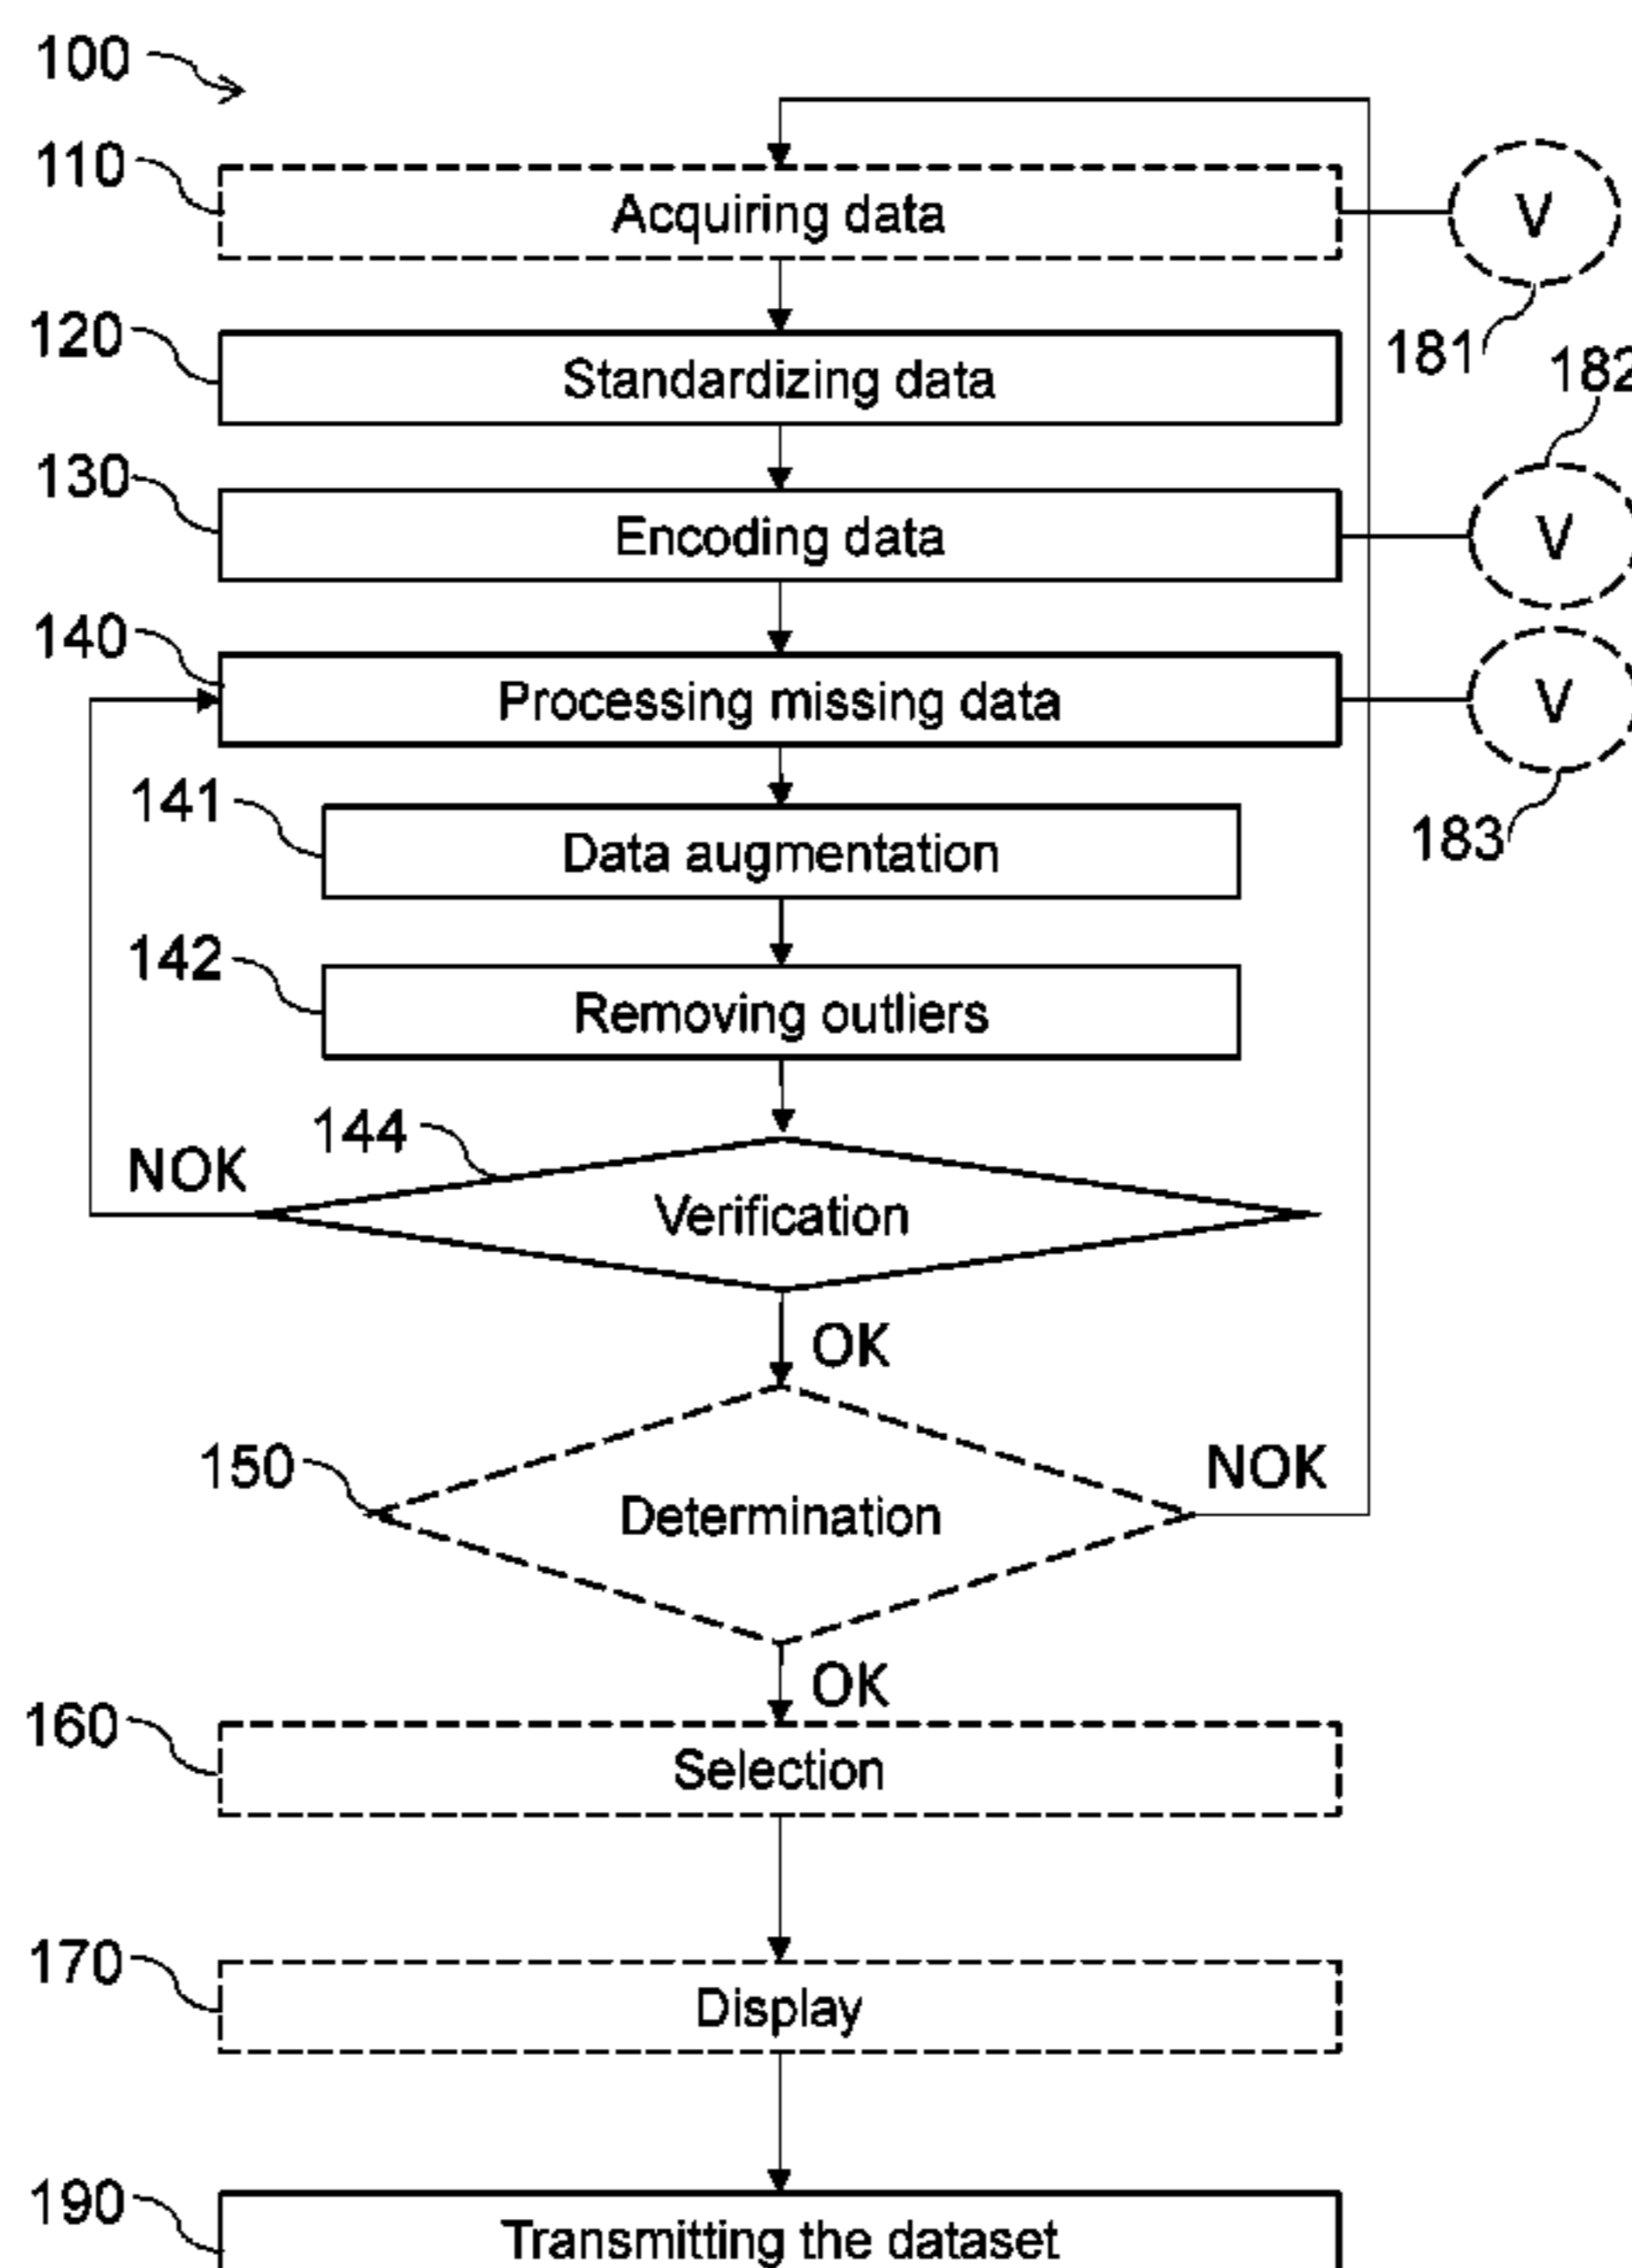 100
110
Acquiring data
V
181
120
Standardizing data
182
130
Encoding data
V
140
Processing missing data
V
183
141
Data augmentation
142
Removing outliers
144
NOK
Verification
OK
150
Determination
NOK
OK
160
Selection
170
Display
190
Transmitting the dataset